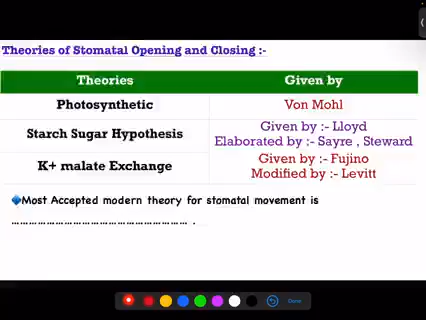 Theories of Stomatal Opening and Closing :-
Theories Given by
Photosynthetic Von Mohl
Starch Sugar Hypothesis Given by :- Lloyd
Elaborated by :- Sayre , Steward
K+ malate Exchange Given by :- Fujino
Modified by :- Levitt
Most Accepted modern theory for stomatal movement is
…………………………………………………… .
Done